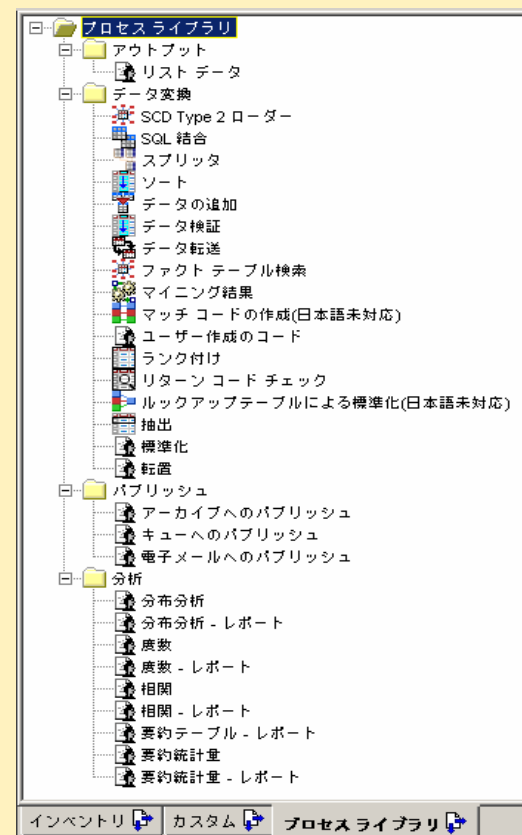 プロセス ライブラリ
アウトプット
リスト データ
データ変換
SCD Type 2 ローダー
SQL 結合
スプリッタ
ソート
データの追加
データ検証
データ転送
ファクト テーブル検索
マイニング結果
マッチ コードの作成(日本語未対応)
ユーザー作成のコード
ランク付け
リターン コード チェック
ルックアップテーブルによる標準化(日本語未対応)
抽出
標準化
転置
パブリッシュ
アーカイブへのパブリッシュ
キューへのパブリッシュ
電子メールへのパブリッシュ
分析
分布分析
分布分析 - レポート
度数
度数 - レポート
相関
相関 - レポート
要約テーブル - レポート
要約統計量
要約統計量 - レポート
インベントリ カスタム プロセス ライブラリ